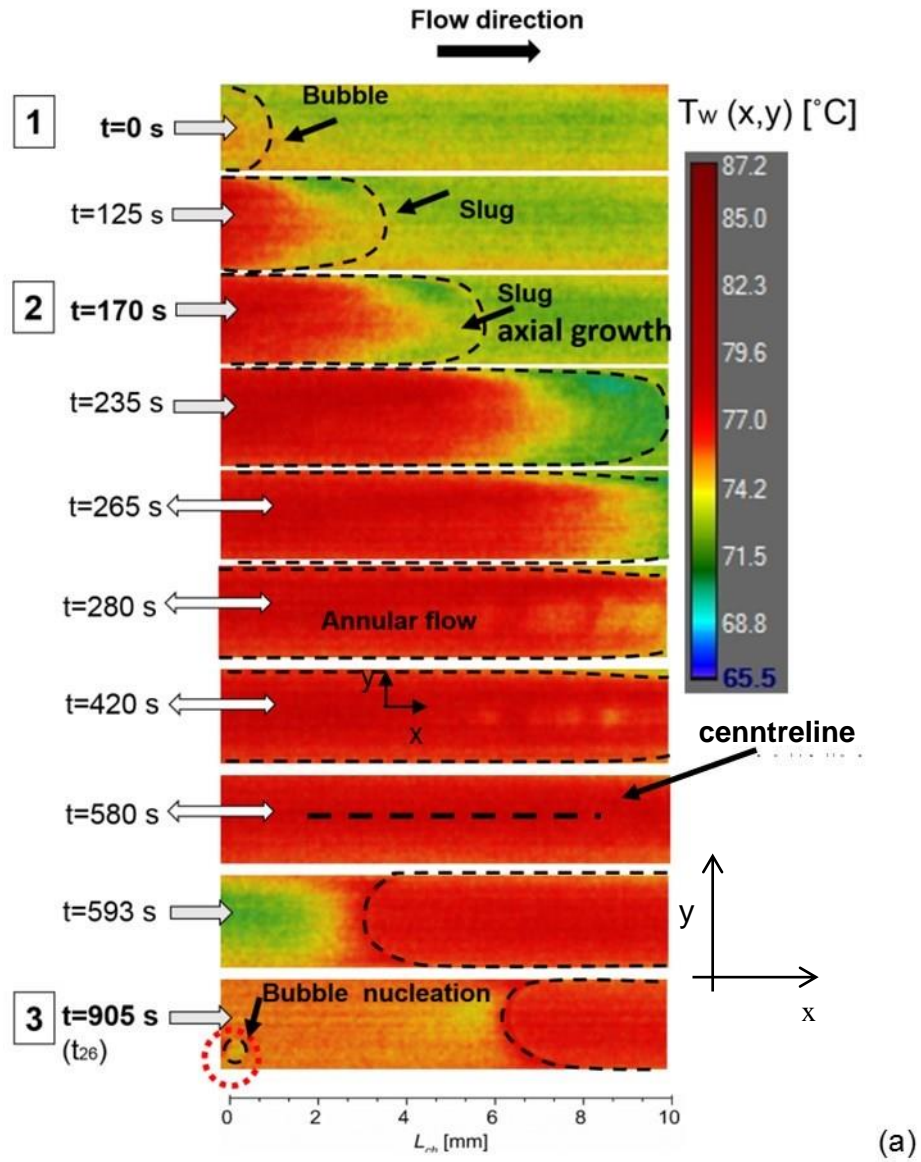 Flow direction
1
t=0 s
Bubble
Tw (x,y) [°C]
t=125 s
Slug
2
t=170 s
Slug
axial growth
t=235 s
t=265 s
t=280 s
Annular flow
t=420 s
y
x
cenntreline
t=580 s
t=593 s
3
t=905 s
(t26)
Bubble nucleation
87.2
85.0
82.3
79.6
77.0
74.2
71.5
68.8
65.5
y
x
0 2 4 6 8 10
Lch [mm]
(a)